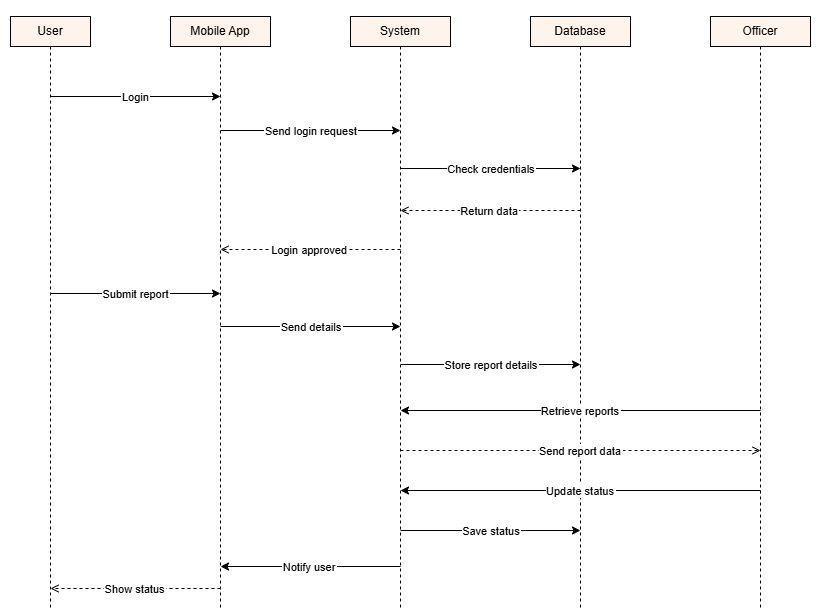 User
Mobile App
System
Database
Officer
Login
Send login request
Check credentials
Return data
Login approved
Submit report
Send details
Store report details
Retrieve reports
Send report data
Update status
Save status
Notify user
Show status